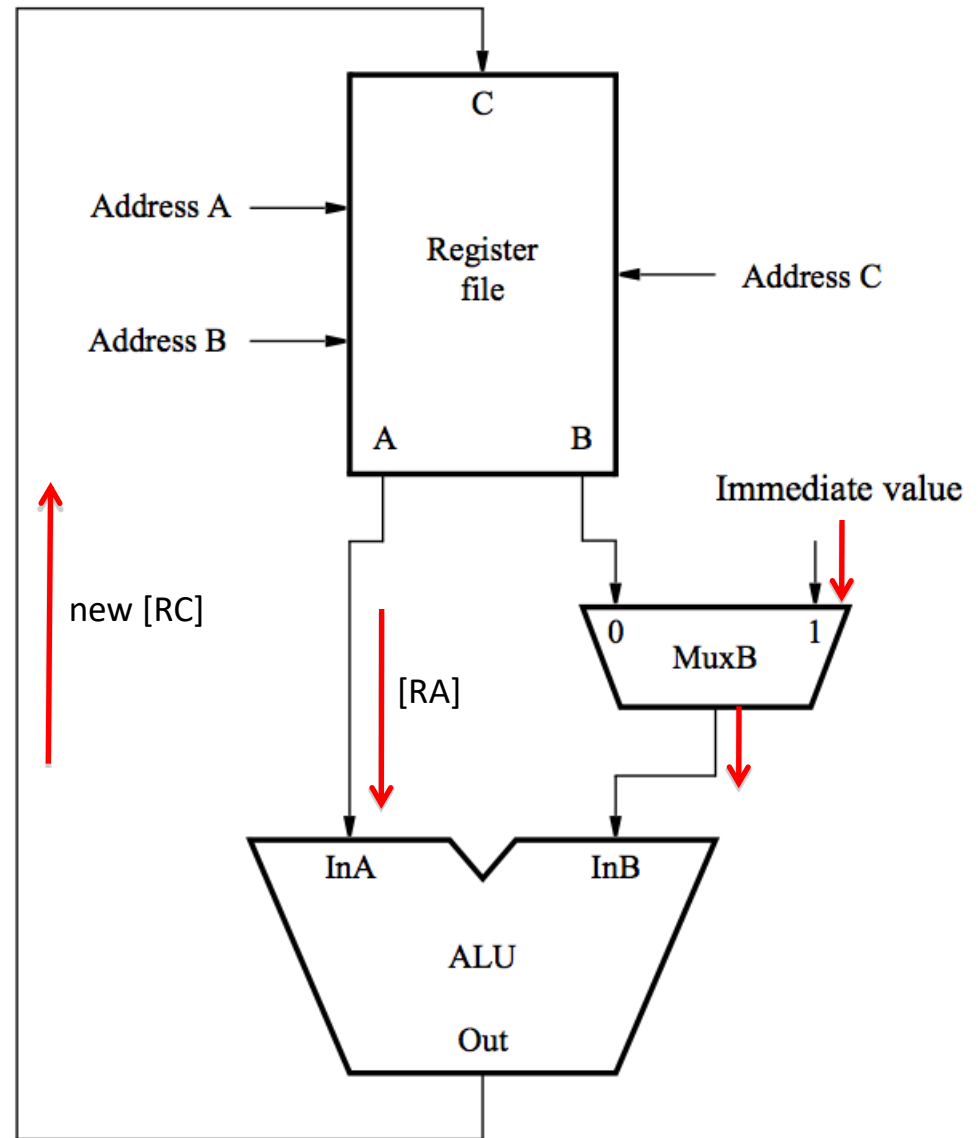 C
Address A
Register
file
Address C
Address B
A
B
Immediate value
new [RC]
0
1
MuxB
[RA]
InA
InB
ALU
Out